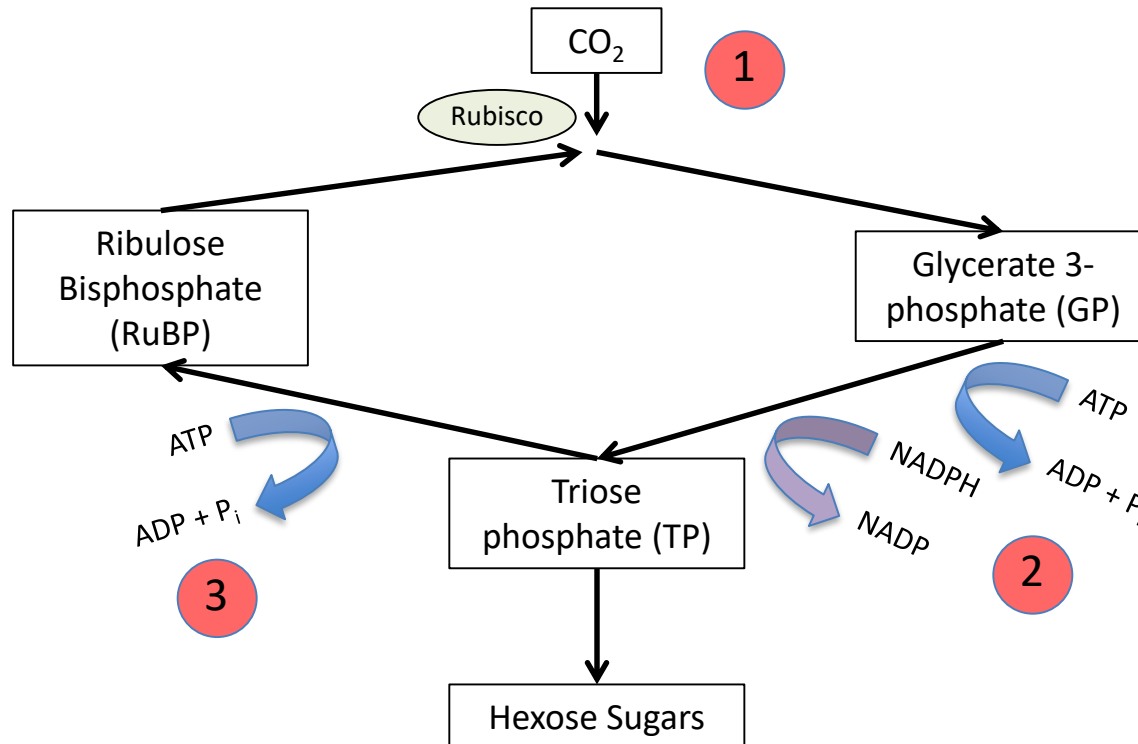 CO₂
1
Rubisco
Ribulose
Bisphosphate
(RuBP)
Glycerate 3-
phosphate (GP)
ATP
ADP + Pᵢ
3
Triose
phosphate (TP)
NADPH
NADP
ATP
ADP + P
2
Hexose Sugars